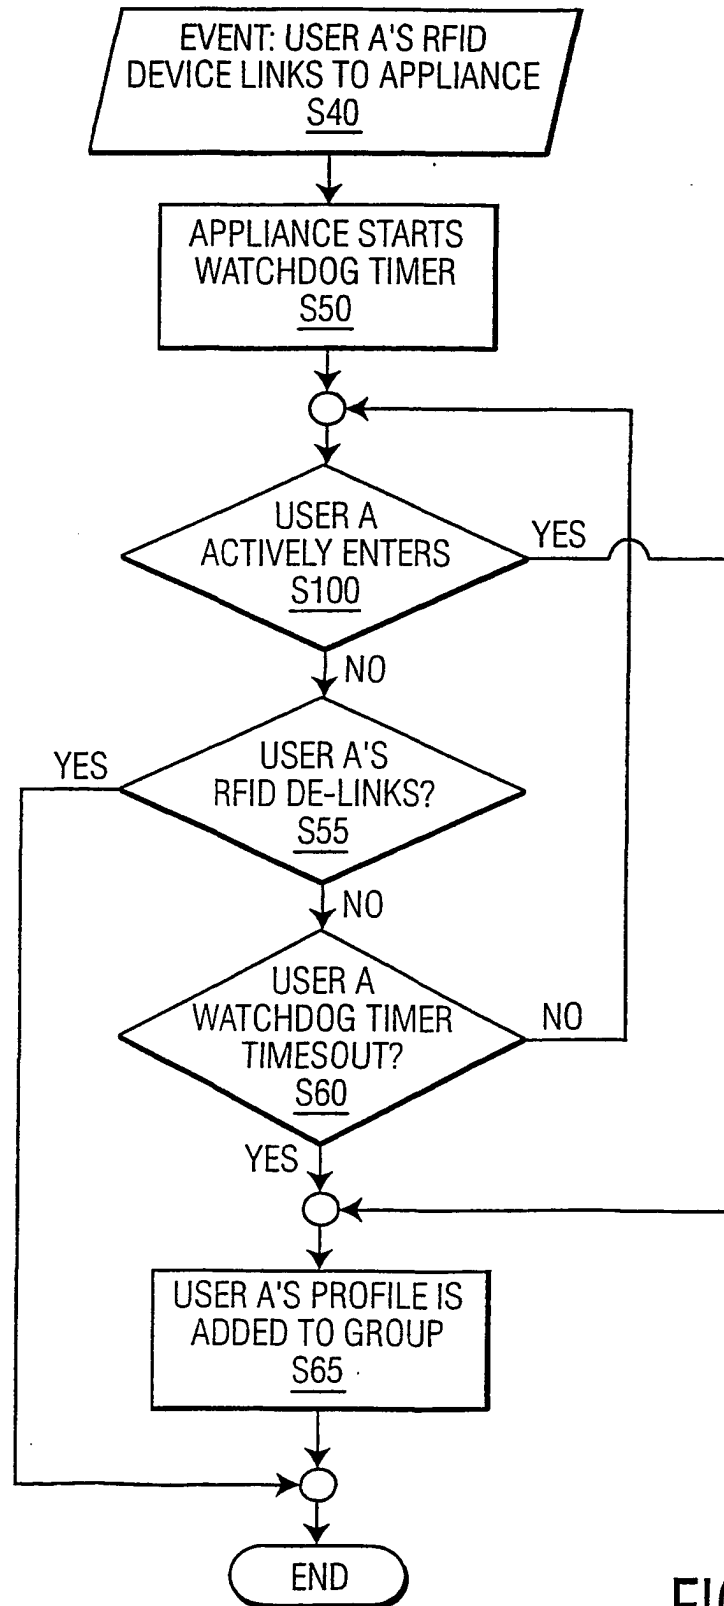 EVENT: USER A'S RFID
DEVICE LINKS TO APPLIANCE
S40
APPLIANCE STARTS
WATCHDOG TIMER
S50
USER A
ACTIVELY ENTERS
S100
YES
NO
USER A'S
RFID DE-LINKS?
S55
YES
NO
USER A
WATCHDOG TIMER
TIMESOUT?
S60
NO
YES
USER A'S PROFILE IS
ADDED TO GROUP
S65
END